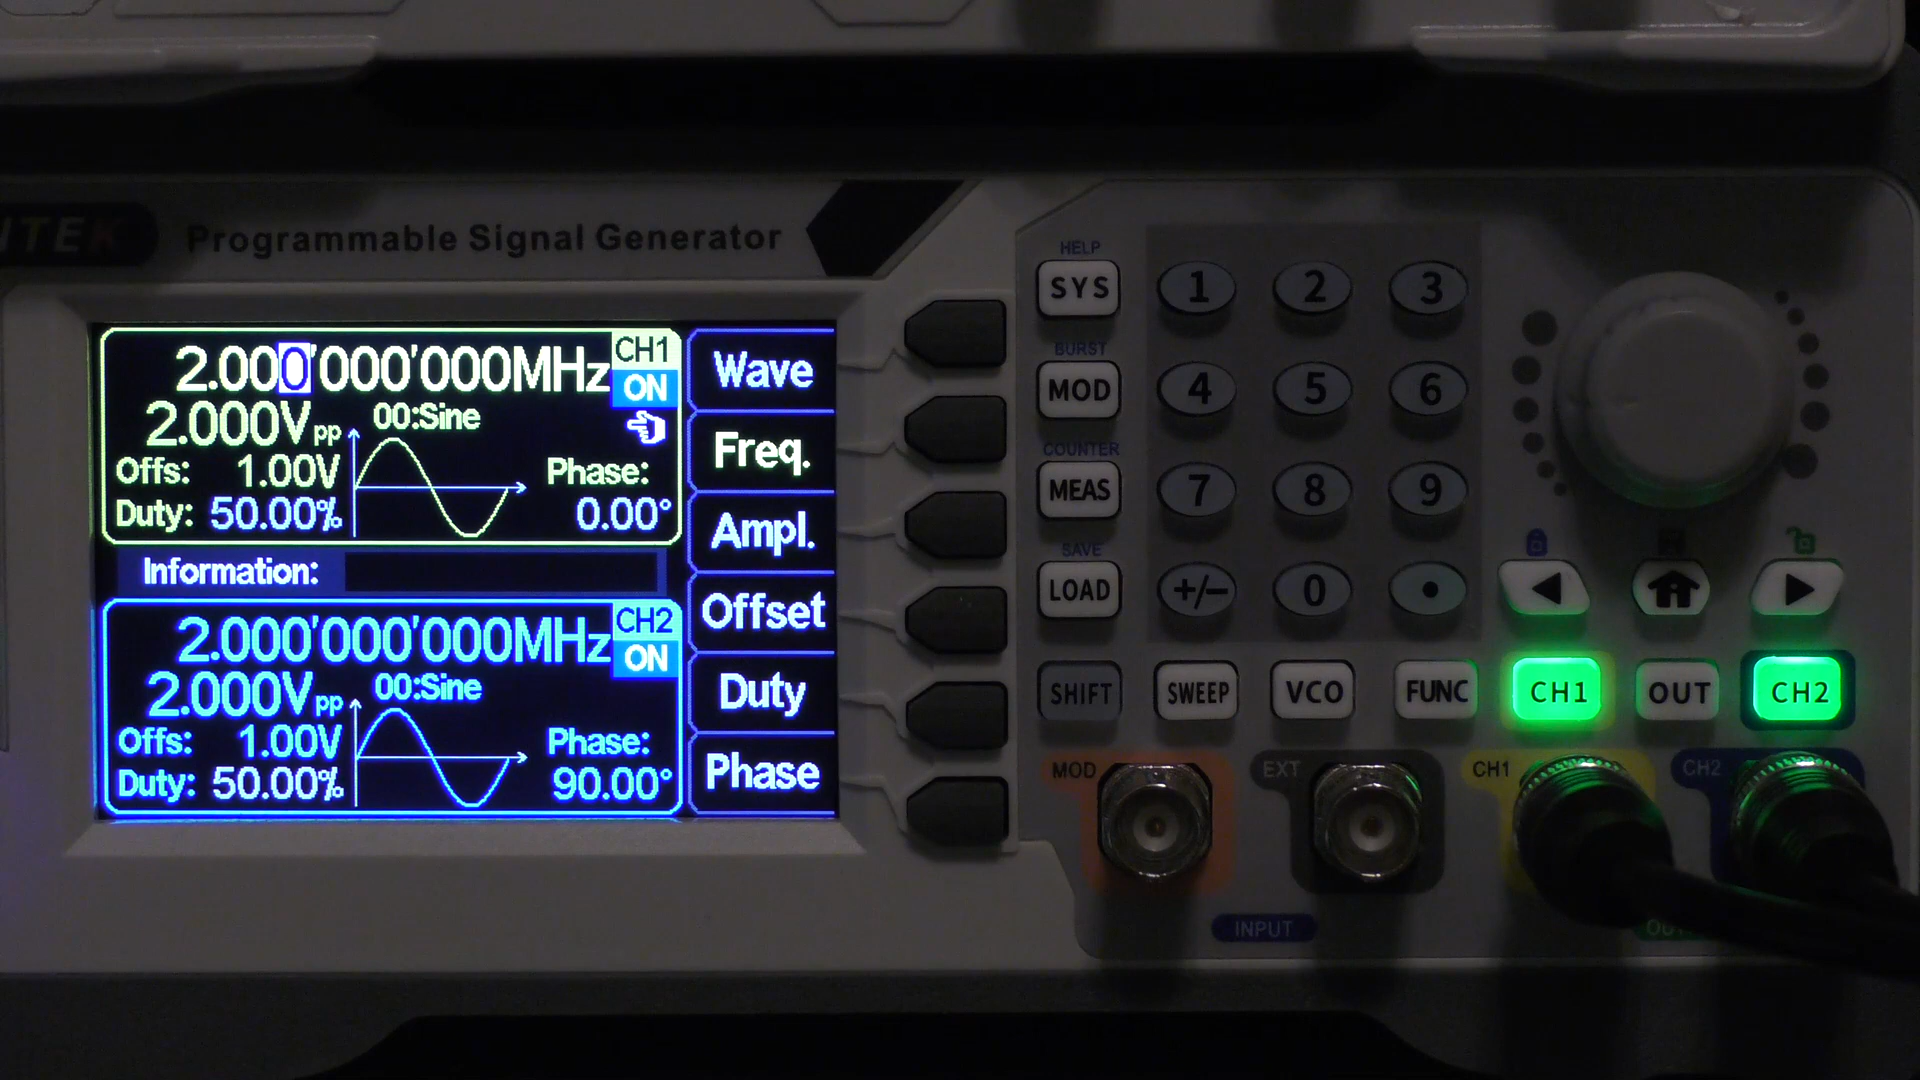 Programmable Signal Generator
2.000'000'000MHz CH1
ON
2.000Vpp 00:Sine
Offs: 1.00V Phase:
Duty: 50.00% 0.00°
Information:
2.000'000'000MHz CH2
ON
2.000Vpp 00:Sine
Offs: 1.00V Phase:
Duty: 50.00% 90.00°
Wave
Freq.
Ampl.
Offset
Duty
Phase
HELP
SYS 1 2 3
BURST
MOD 4 5 6
COUNTER
MEAS 7 8 9
SAVE
LOAD +/- 0 •
SHIFT SWEEP VCO FUNC CH1 OUT CH2
MOD EXT CH1 CH2
INPUT